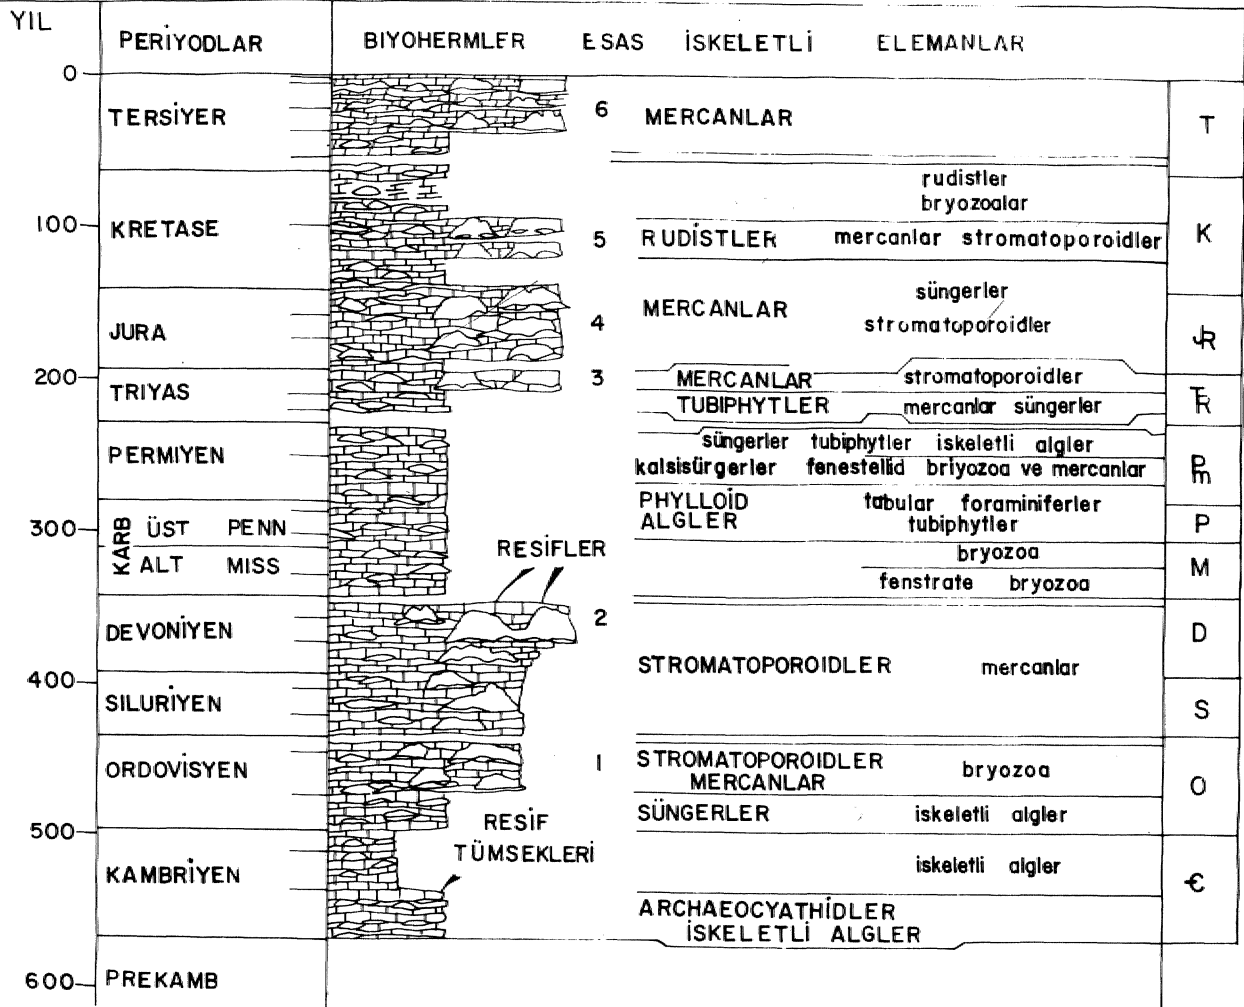 YIL
PERİYODLAR BIYOHERMLER ESAS İSKELETLİ ELEMANLAR
0
TERSİYER 6 MERCANLAR T
rudistler
bryozoalar
100 KRETASE 5 RUDİSTLER mercanlar stromatoporoidler K
süngerler
MERCANLAR
JURA 4 stromatoporoidler JR
200 3 MERCANLAR stromatoporoidler
TRIYAS TUBIPHYTLER mercanlar süngerler TR
süngerler tubiphytler iskeletli algler
PERMIYEN kalsisürgerler fenestellid briyozoa ve mercanlar Pm
PHYLLOİD tabular foraminiferler
300 KARB ÜST PENN ALGLER tubiphytler P
RESİFLER bryozoa
ALT MISS fenstrate bryozoa M
DEVONİYEN 2 D
STROMATOPOROIDLER mercanlar
400
SILURİYEN S
STROMATOPOROIDLER
ORDOVİSYEN 1 MERCANLAR bryozoa O
SÜNGERLER iskeletli algler
500 RESİF
TÜMSEKLERİ
KAMBRİYEN iskeletli algler Є
ARCHAEOCYATHİDLER
İSKELETLİ ALGLER
600 PREKAMB